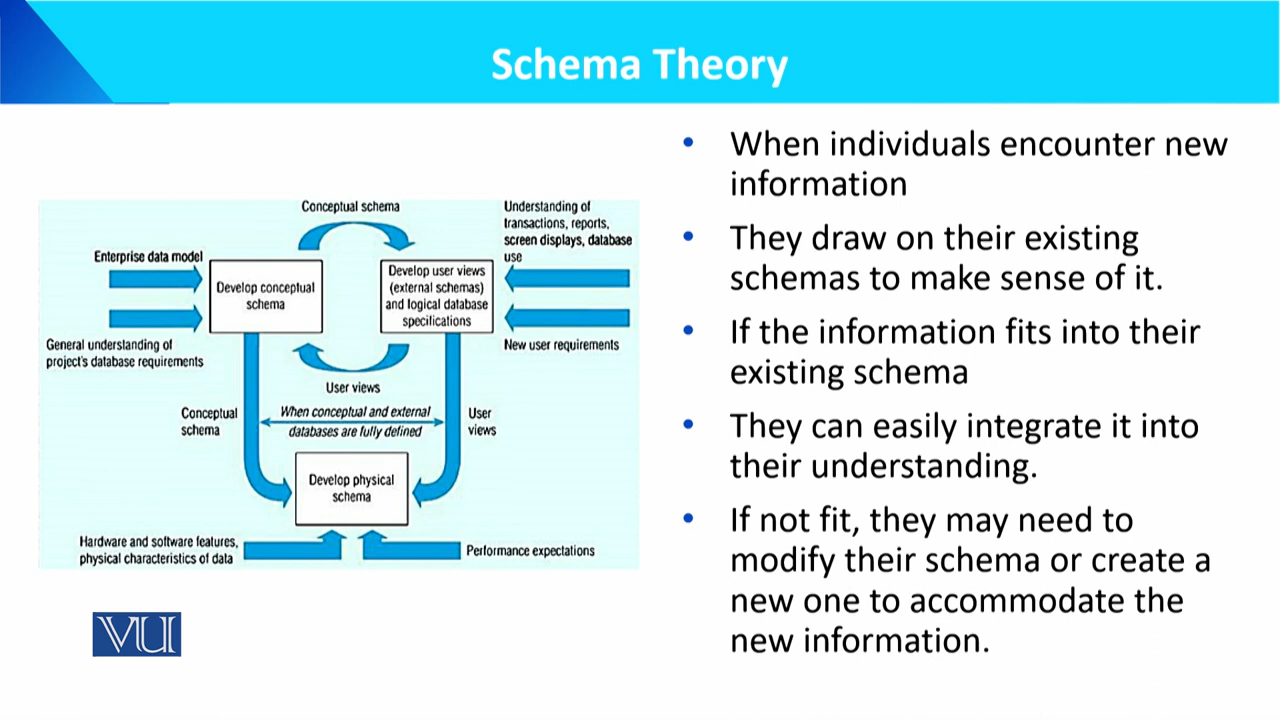 Schema Theory
Conceptual schema
Understanding of
transactions, reports,
screen displays, database
use
Enterprise data model
Develop conceptual
schema
Develop user views
(external schemas)
and logical database
specifications
General understanding of
project's database requirements
New user requirements
User views
Conceptual
schema
When conceptual and external
databases are fully defined
User
views
Develop physical
schema
Hardware and software features,
physical characteristics of data
Performance expectations
VU
• When individuals encounter new
information
• They draw on their existing
schemas to make sense of it.
• If the information fits into their
existing schema
• They can easily integrate it into
their understanding.
• If not fit, they may need to
modify their schema or create a
new one to accommodate the
new information.